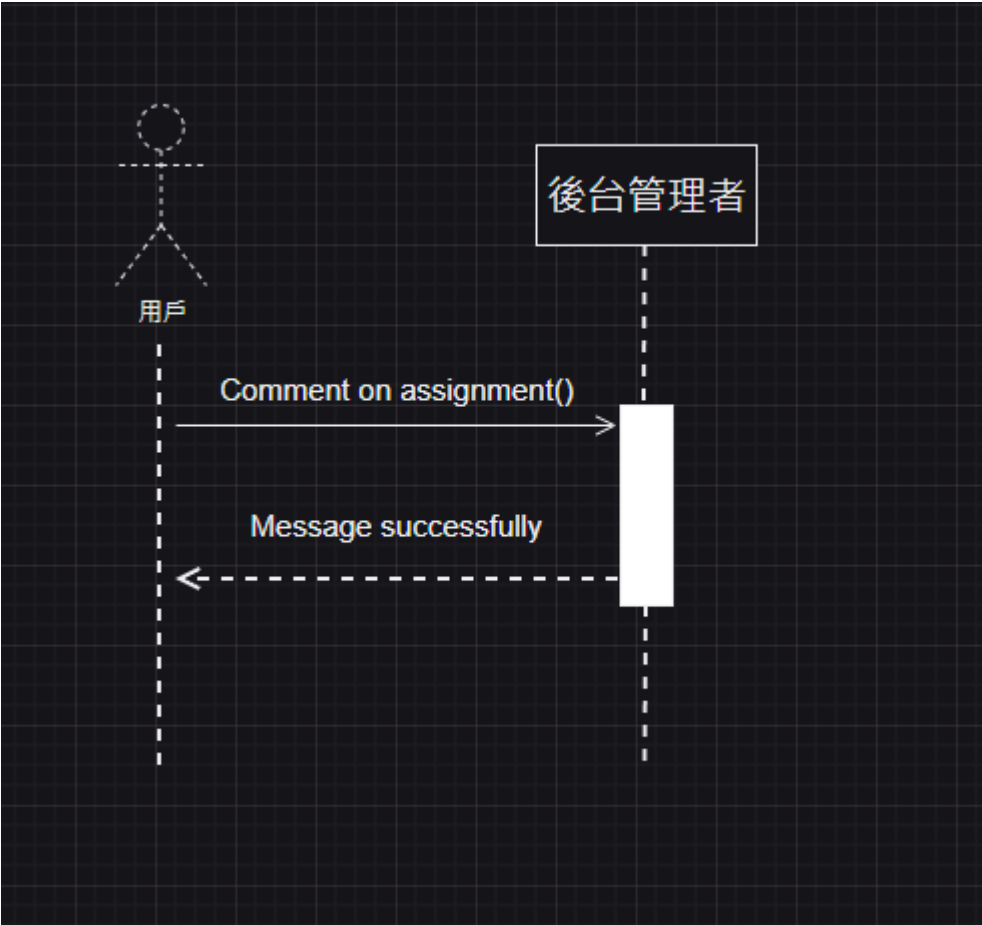 後台管理者
用戶
Comment on assignment()
Message successfully